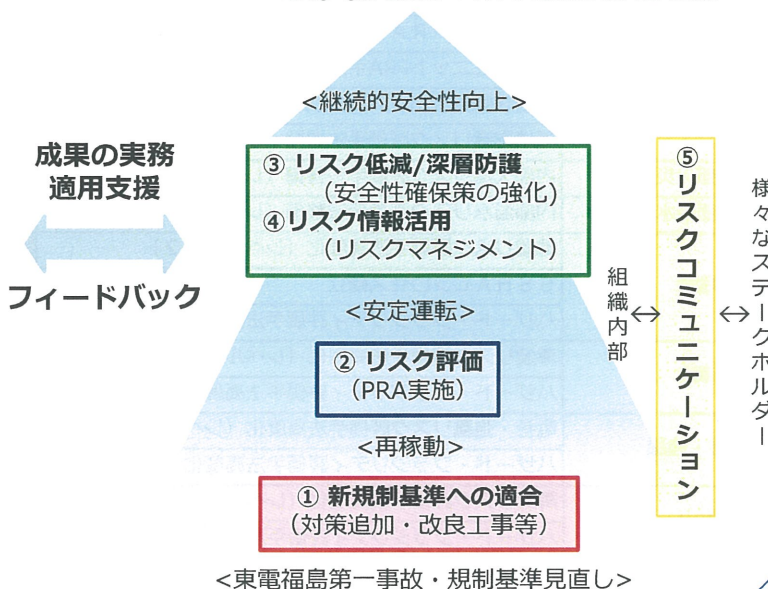 <継続的安全性向上>
成果の実務
適用支援
フィードバック
③ リスク低減/深層防護
（安全性確保策の強化)
④リスク情報活用
（リスクマネジメント）
<安定運転>
② リスク評価
（PRA実施）
<再稼動>
① 新規制基準への適合
（対策追加・改良工事等）
<東電福島第一事故・規制基準見直し>
組織内部
↔
⑤リスクコミュニケーション
↔
様々なステークホルダー